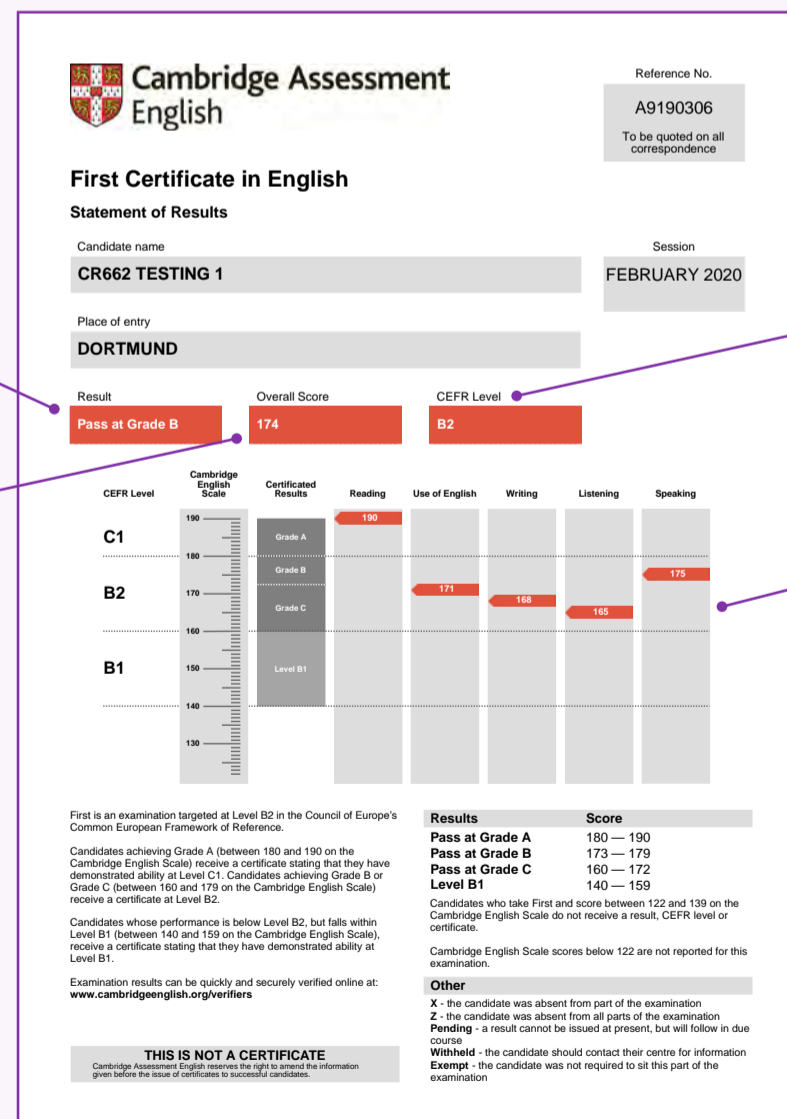 Cambridge Assessment
English
Reference No.
A9190306
To be quoted on all
correspondence
First Certificate in English
Statement of Results
Candidate name
CR662 TESTING 1
Session
FEBRUARY 2020
Place of entry
DORTMUND
Result
Pass at Grade B
Overall Score
174
CEFR Level
B2
CEFR Level
Cambridge
English
Scale
Certificated
Results
Reading
Use of English
Writing
Listening
Speaking
190
C1
180
B2
170
160
B1
150
140
130
Grade A
Grade B
Grade C
Level B1
190
171
168
165
175
First is an examination targeted at Level B2 in the Council of Europe's
Common European Framework of Reference.
Candidates achieving Grade A (between 180 and 190 on the
Cambridge English Scale) receive a certificate stating that they have
demonstrated ability at Level C1. Candidates achieving Grade B or
Grade C (between 160 and 179 on the Cambridge English Scale)
receive a certificate at Level B2.
Candidates whose performance is below Level B2, but falls within
Level B1 (between 140 and 159 on the Cambridge English Scale),
receive a certificate stating that they have demonstrated ability at
Level B1.
Examination results can be quickly and securely verified online at:
www.cambridgeenglish.org/verifiers
THIS IS NOT A CERTIFICATE
Cambridge Assessment English reserves the right to amend the information
given before the issue of certificates to successful candidates.
Results Score
Pass at Grade A 180 — 190
Pass at Grade B 173 — 179
Pass at Grade C 160 — 172
Level B1 140 — 159
Candidates who take First and score between 122 and 139 on the
Cambridge English Scale do not receive a result, CEFR level or
certificate.
Cambridge English Scale scores below 122 are not reported for this
examination.
Other
X - the candidate was absent from part of the examination
Z - the candidate was absent from all parts of the examination
Pending - a result cannot be issued at present, but will follow in due
course
Withheld - the candidate should contact their centre for information
Exempt - the candidate was not required to sit this part of the
examination